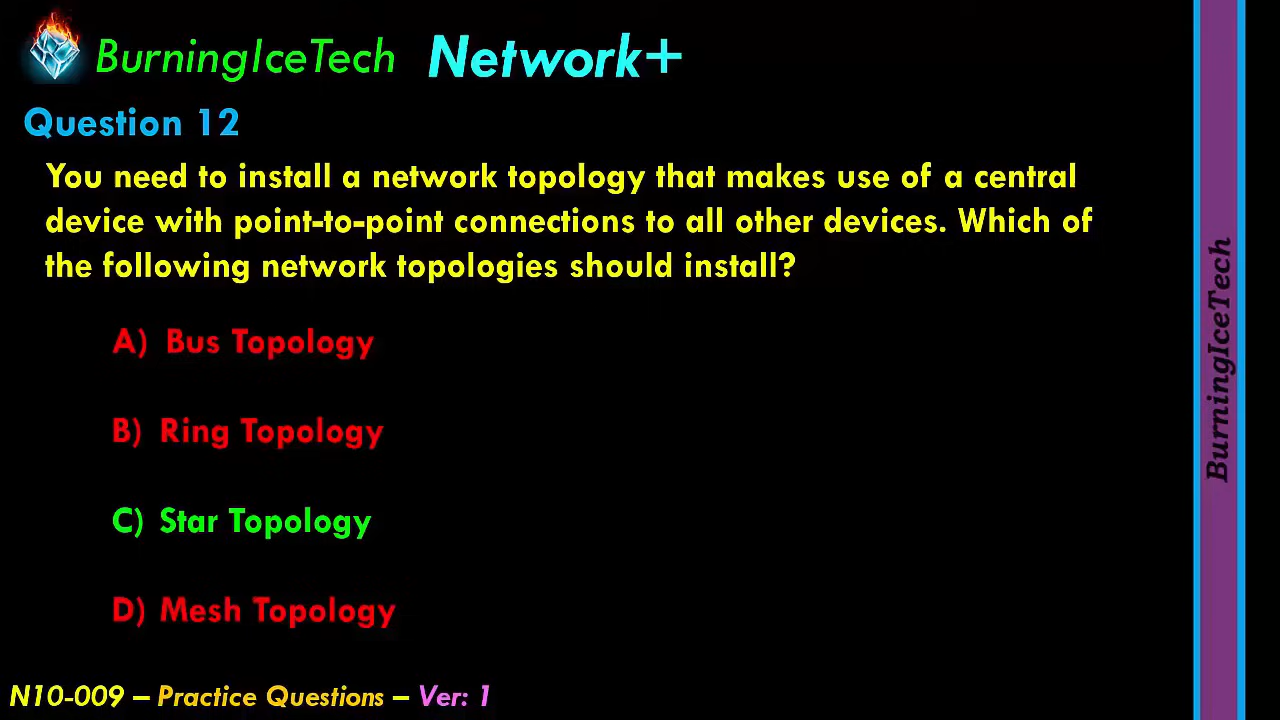 BurningIceTech Network+
Question 12
You need to install a network topology that makes use of a central
device with point-to-point connections to all other devices. Which of
the following network topologies should install?
A) Bus Topology
B) Ring Topology
C) Star Topology
D) Mesh Topology
N10-009 – Practice Questions – Ver: 1
BurningIceTech